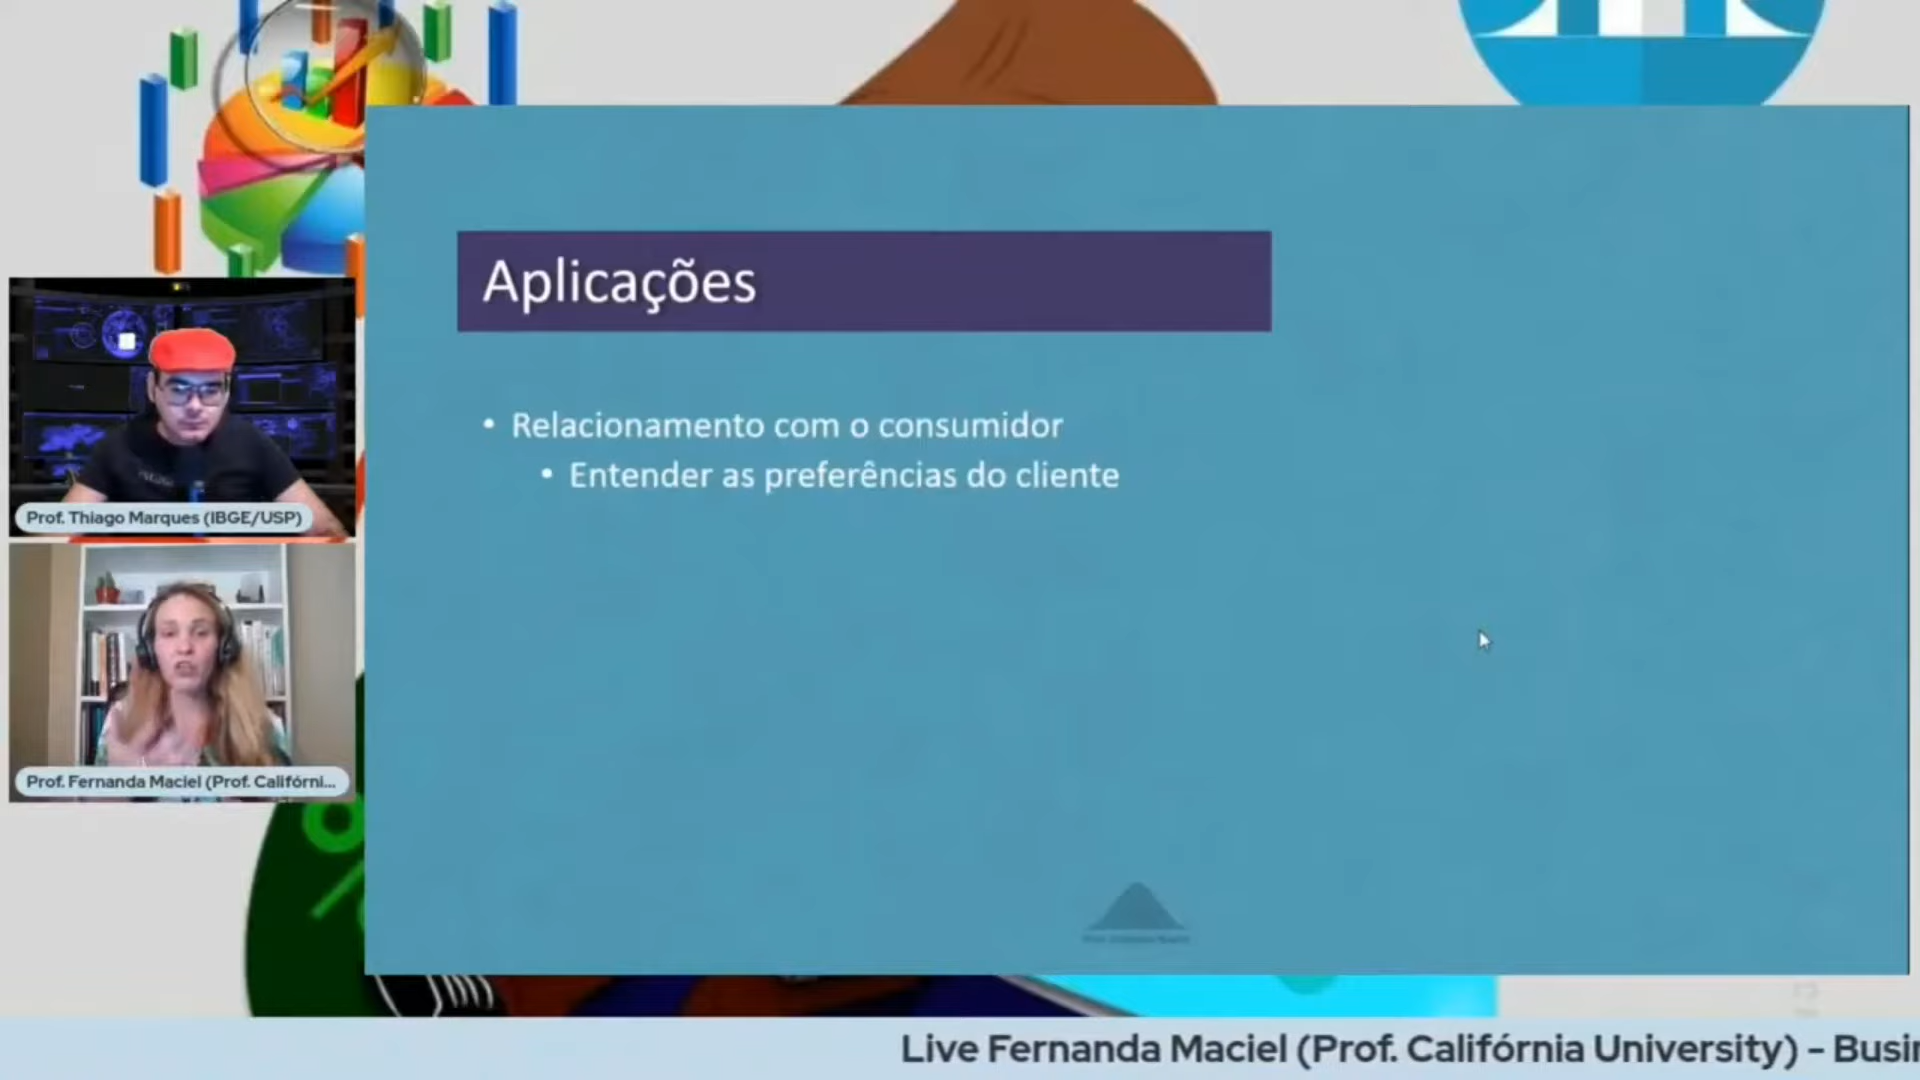 Aplicações
• Relacionamento com o consumidor
• Entender as preferências do cliente
Prof. Thiago Marques (IBGE/USP)
Prof. Fernanda Maciel (Prof. Califórni...
Live Fernanda Maciel (Prof. Califórnia University) – Busi